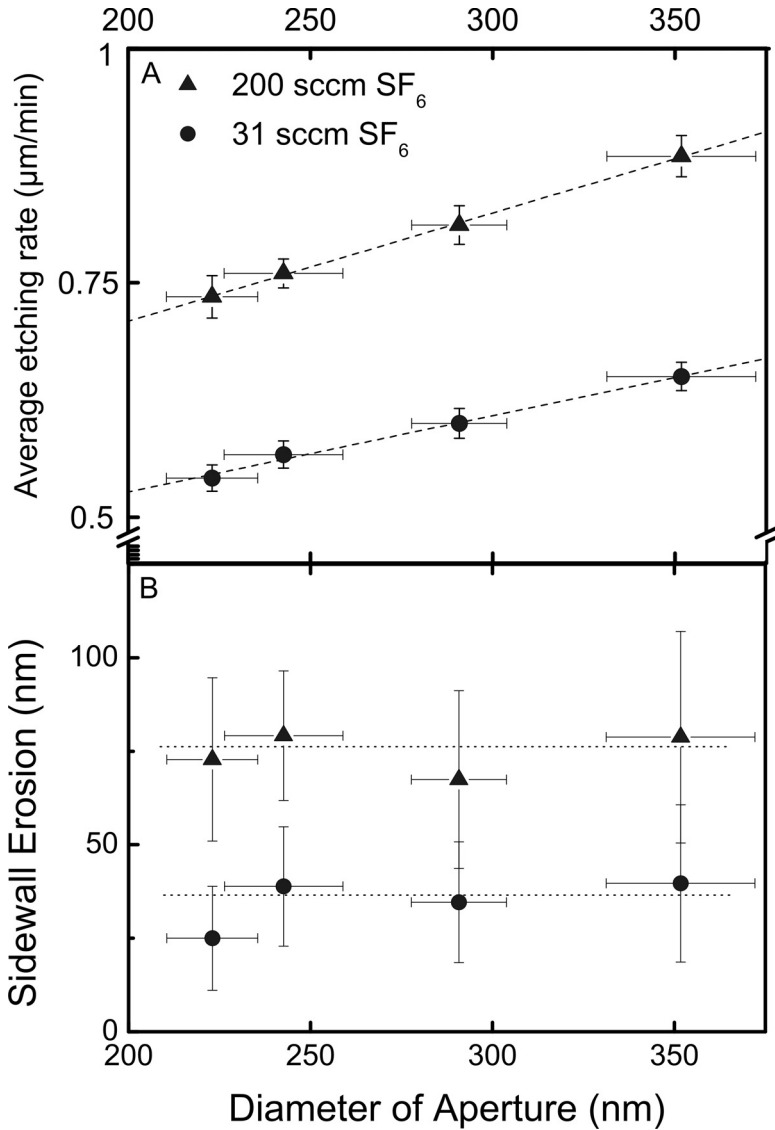 200 250 300 350
1
A
200 sccm SF₆
31 sccm SF₆
Average etching rate (μm/min)
0.75
0.5
B
100
Sidewall Erosion (nm)
50
0
200 250 300 350
Diameter of Aperture (nm)